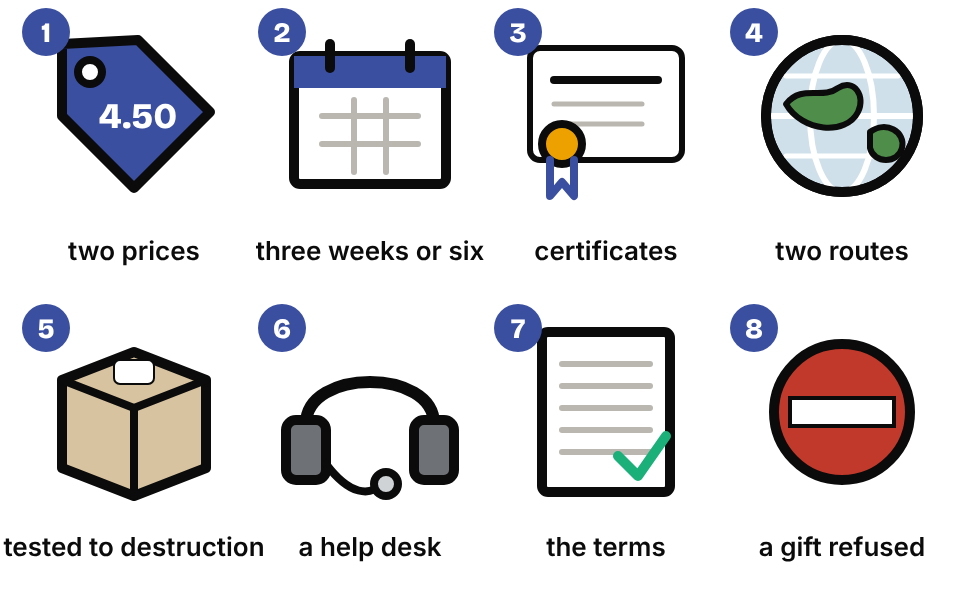 1
2
3
4
4.50
two prices
three weeks or six
certificates
two routes
5
6
7
8
tested to destruction
a help desk
the terms
a gift refused